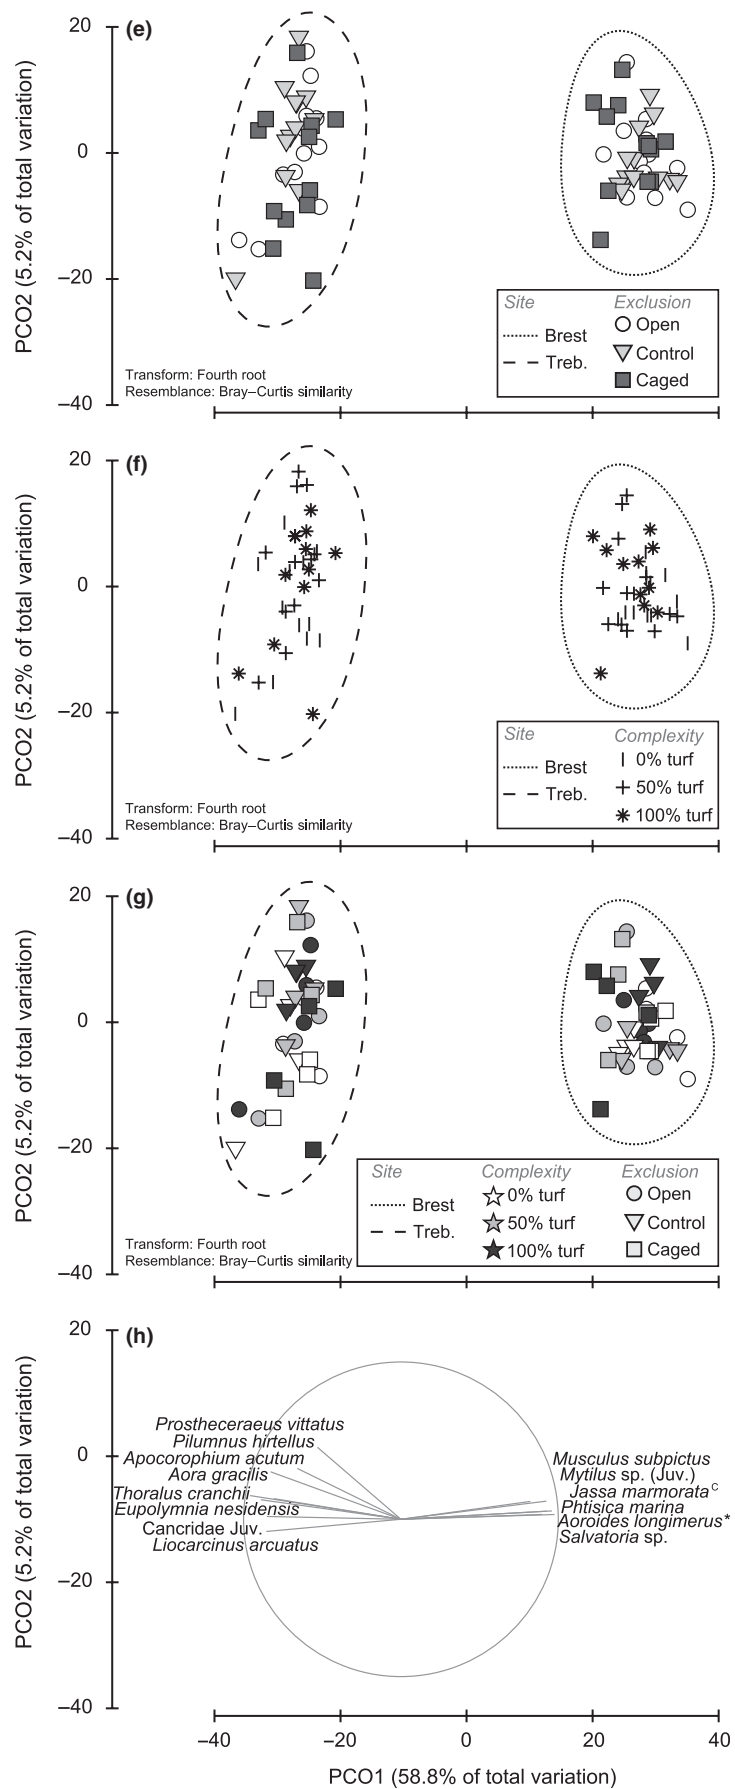 (e)
20
0
−20
−40
PCO2 (5.2% of total variation)
Site
Exclusion
Brest
Treb.
Open
Control
Caged
Transform: Fourth root
Resemblance: Bray–Curtis similarity
(f)
20
0
−20
−40
PCO2 (5.2% of total variation)
Site
Complexity
Brest
Treb.
0% turf
50% turf
100% turf
Transform: Fourth root
Resemblance: Bray–Curtis similarity
(g)
20
0
−20
−40
PCO2 (5.2% of total variation)
Site
Complexity
Exclusion
Brest
Treb.
0% turf
50% turf
100% turf
Open
Control
Caged
Transform: Fourth root
Resemblance: Bray–Curtis similarity
(h)
20
0
−20
−40
PCO2 (5.2% of total variation)
Prostheceraeus vittatus
Pilumnus hirtellus
Apocorophium acutum
Aora gracilis
Thoralus cranchii
Eupolymnia nesidensis
Cancridae Juv.
Liocarcinus arcuatus
Musculus subpictus
Mytilus sp. (Juv.)
Jassa marmorataᶜ
Phtisica marina
Aoroides longimerus*
Salvatoria sp.
−40 −20 0 20 40
PCO1 (58.8% of total variation)